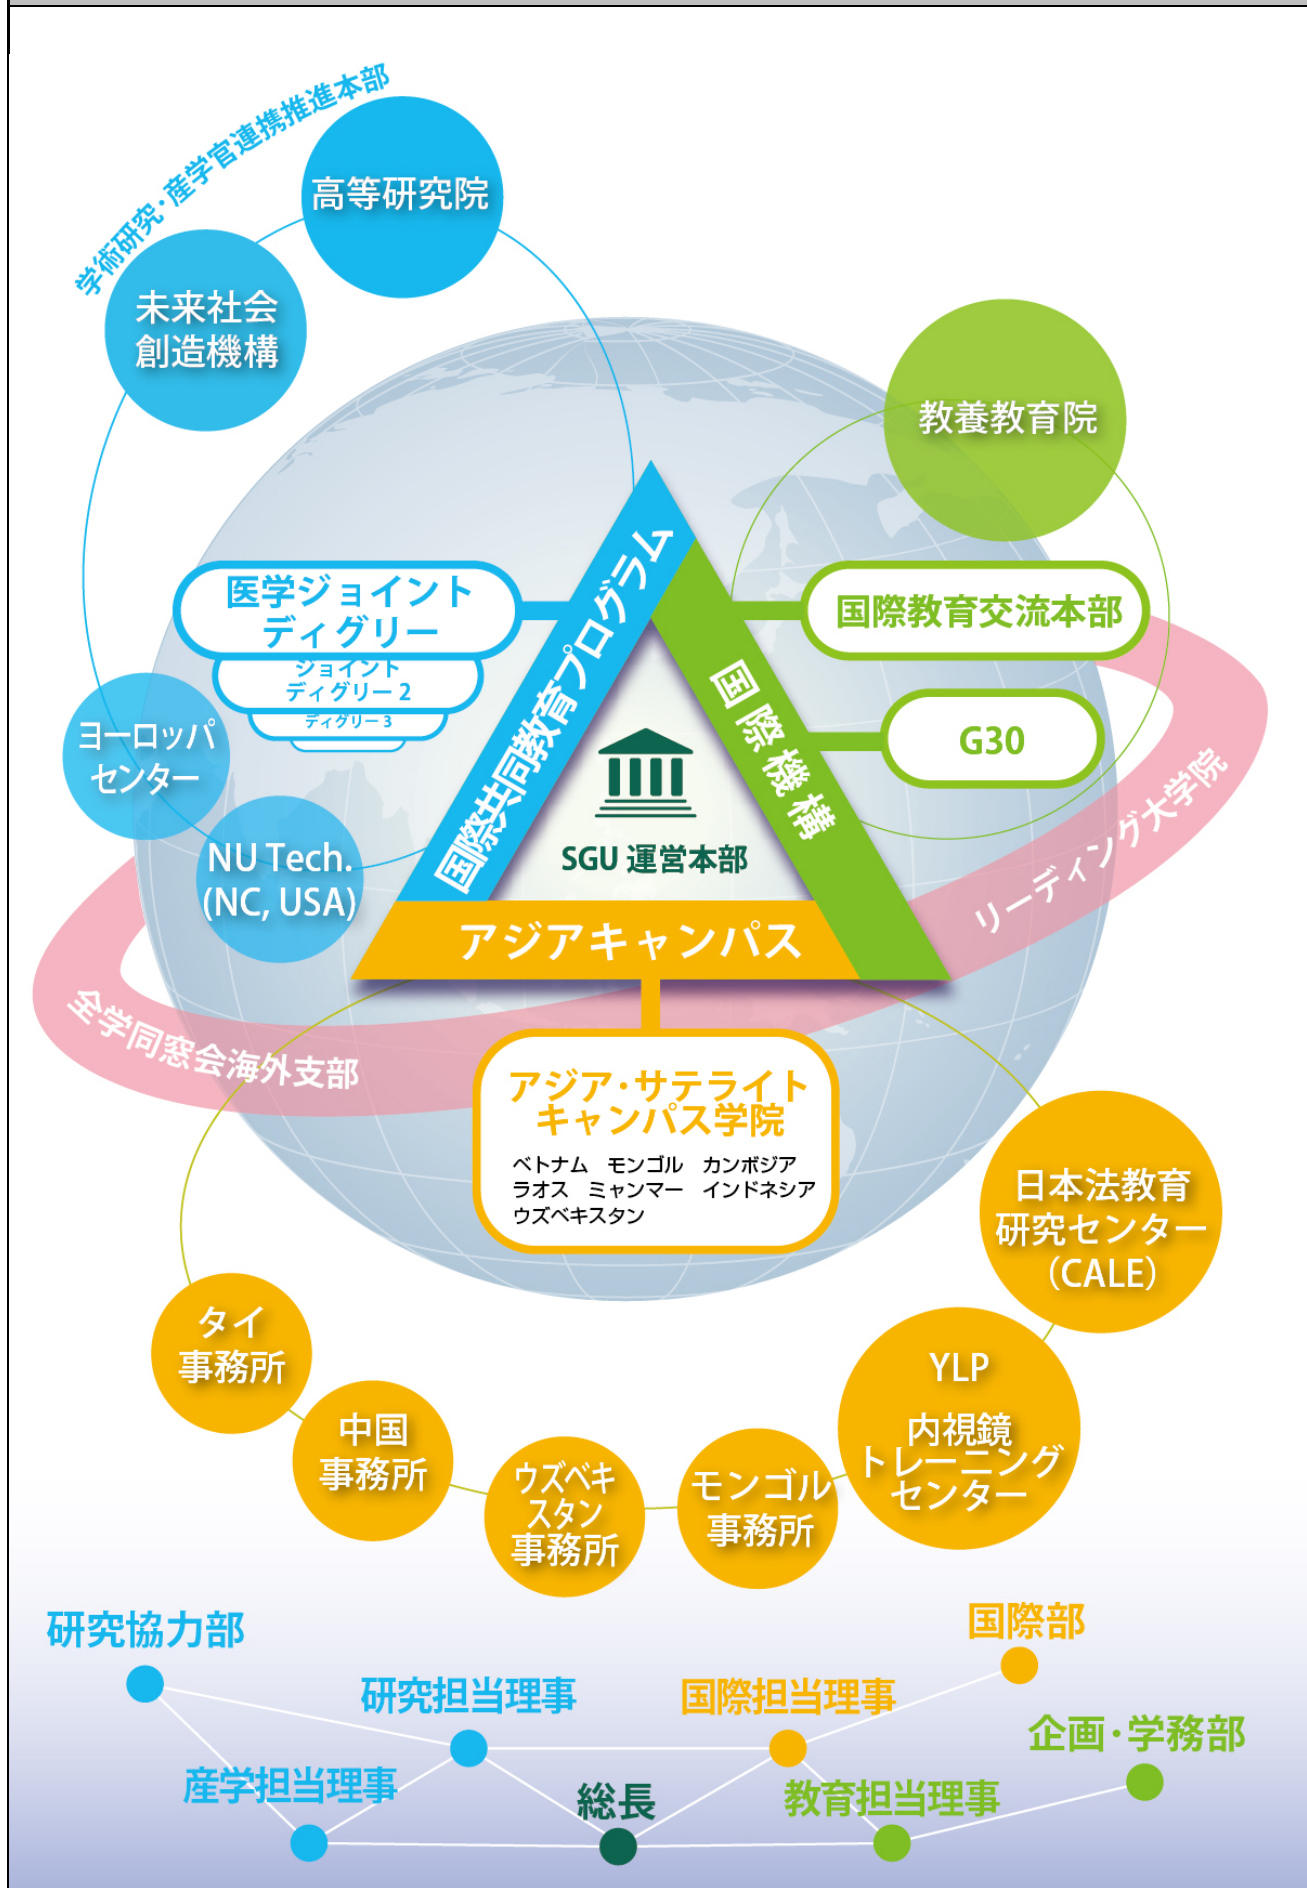 学術研究・産学官連携推進本部
高等研究院
未来社会
創造機構
教養教育院
医学ジョイント
ディグリー
ジョイント
ディグリー 2
ディグリー 3
国際共同教育プログラム
国際機構
国際教育交流本部
G30
ヨーロッパ
センター
NU Tech.
(NC, USA)
SGU 運営本部
アジアキャンパス
リーディング大学院
全学同窓会海外支部
アジア・サテライト
キャンパス学院
ベトナム モンゴル カンボジア
ラオス ミャンマー インドネシア
ウズベキスタン
日本法教育
研究センター
(CALE)
タイ
事務所
中国
事務所
ウズベキ
スタン
事務所
モンゴル
事務所
YLP
内視鏡
トレーニング
センター
研究協力部
国際部
研究担当理事
国際担当理事
企画・学務部
産学担当理事
総長
教育担当理事